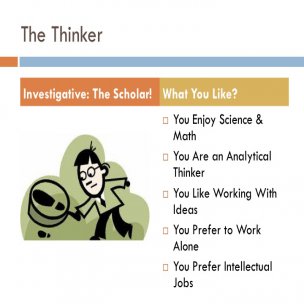 The Thinker
Investigative: The Scholar!
What You Like?
You Enjoy Science &
Math
You Are an Analytical
Thinker
You Like Working With
Ideas
You Prefer to Work
Alone
You Prefer Intellectual
Jobs